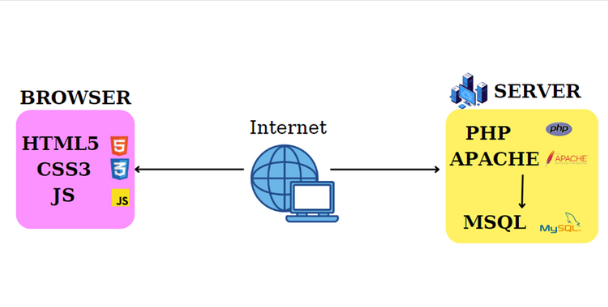 BROWSER
HTML5
CSS3
JS
JS
Internet
SERVER
PHP
php
APACHE
APACHE
MSQL
MySQL